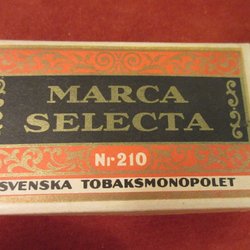 MARCA
SELECTA
Nr 210
SVENSKA TOBAKSMONOPOLET